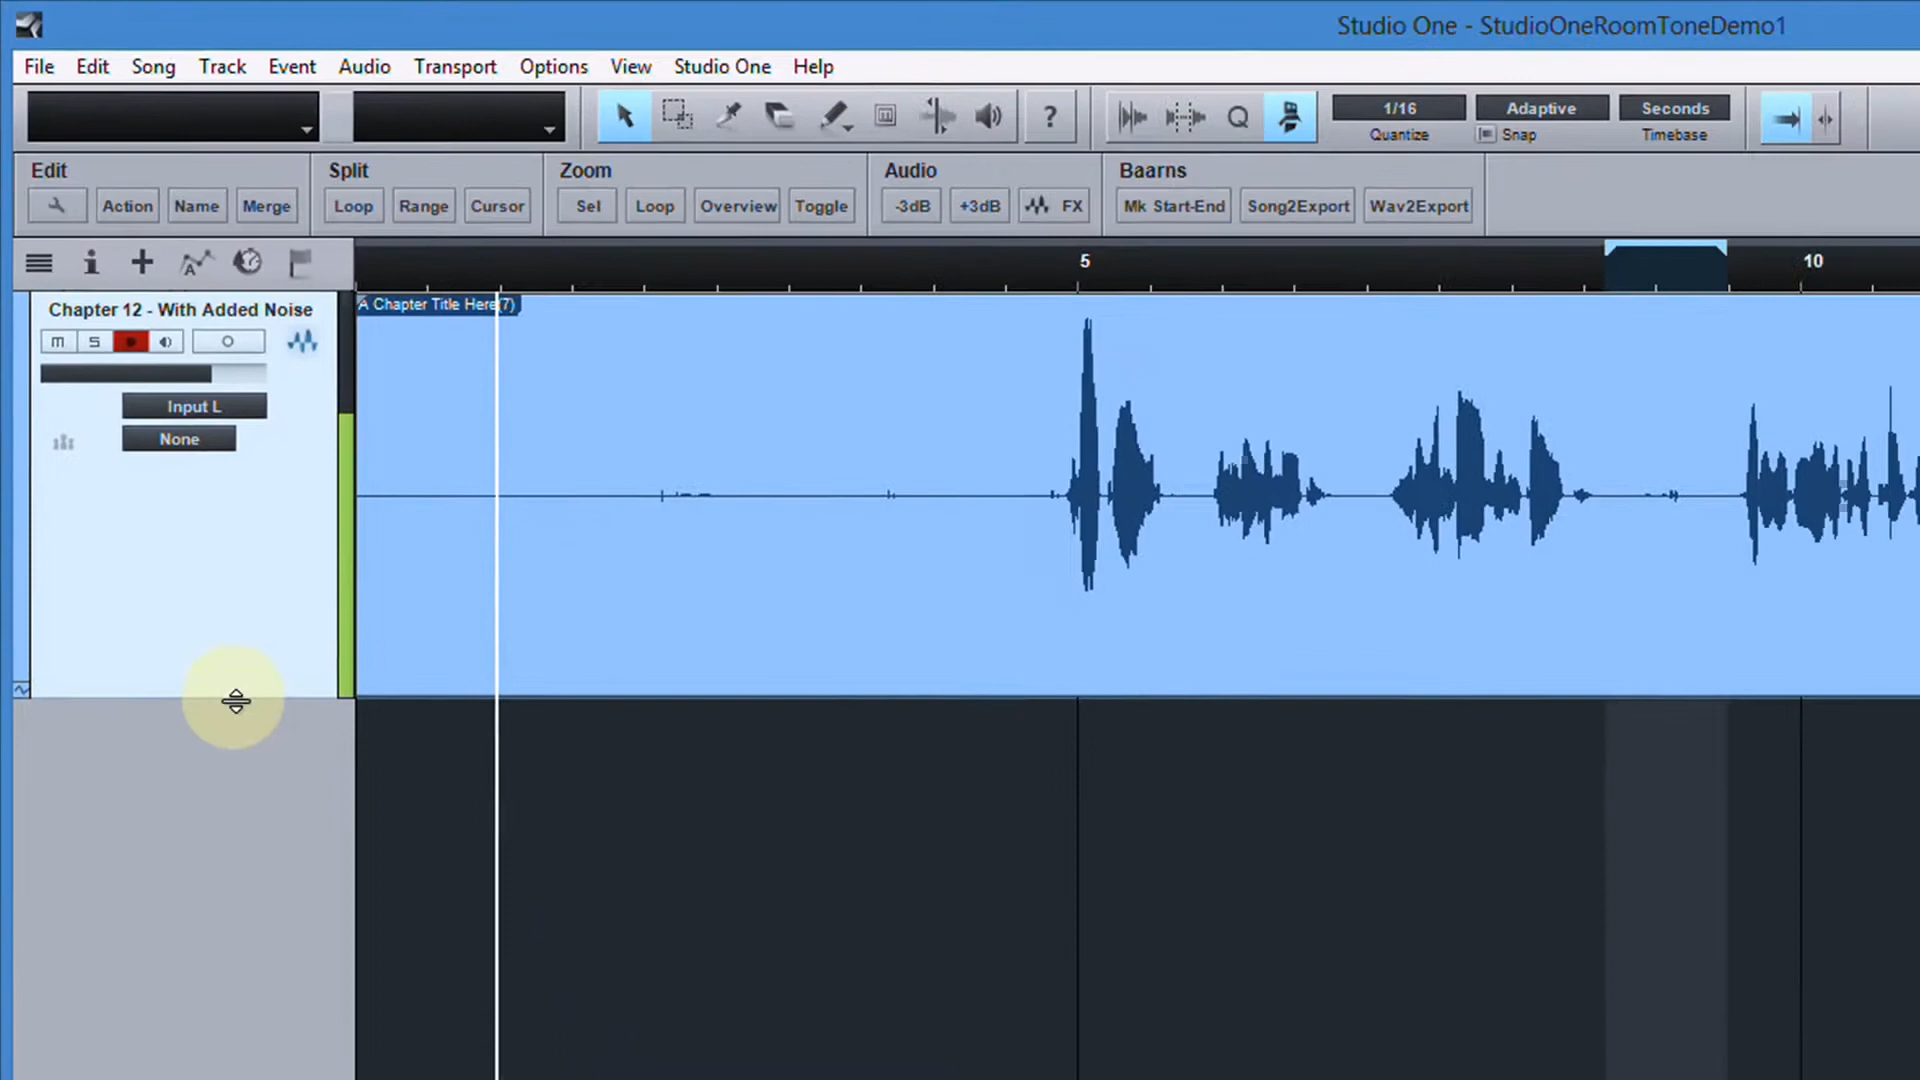 Studio One - StudioOneRoomToneDemo1
File Edit Song Track Event Audio Transport Options View Studio One Help
? Q 1/16 Adaptive Seconds
Quantize Snap Timebase
Edit Split Zoom Audio Baarns
Action Name Merge Loop Range Cursor Sel Loop Overview Toggle -3dB +3dB FX Mk Start-End Song2Export Wav2Export
5 10
Chapter 12 - With Added Noise
A Chapter Title Here(7)
m S
Input L
None